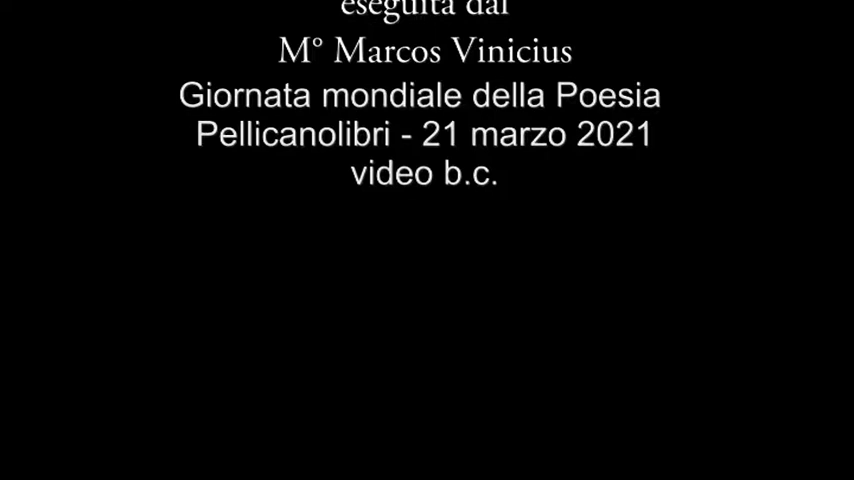 eseguita dal
M° Marcos Vinicius
Giornata mondiale della Poesia
Pellicanolibri - 21 marzo 2021
video b.c.